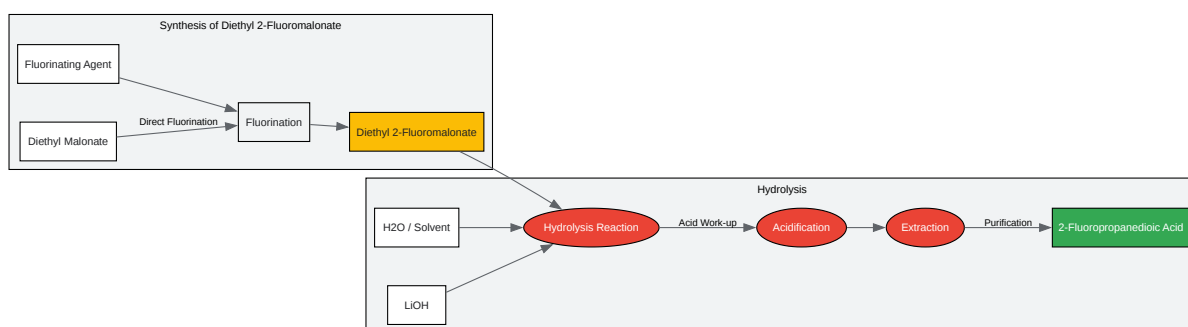 Synthesis of Diethyl 2-Fluoromalonate
Fluorinating Agent
Direct Fluorination
Fluorination
Diethyl Malonate
Diethyl 2-Fluoromalonate
Hydrolysis
H2O / Solvent
Hydrolysis Reaction
Acid Work-up
Acidification
Extraction
Purification
2-Fluoropropanedioic Acid
LiOH